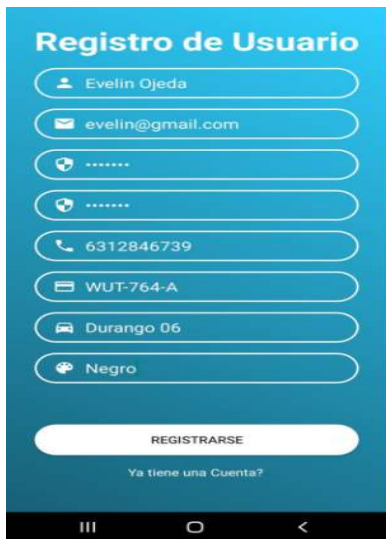 Registro de Usuario
Evelin Ojeda
evelin@gmail.com
•••••••
•••••••
6312846739
WUT-764-A
Durango 06
Negro
REGISTRARSE
Ya tiene una Cuenta?